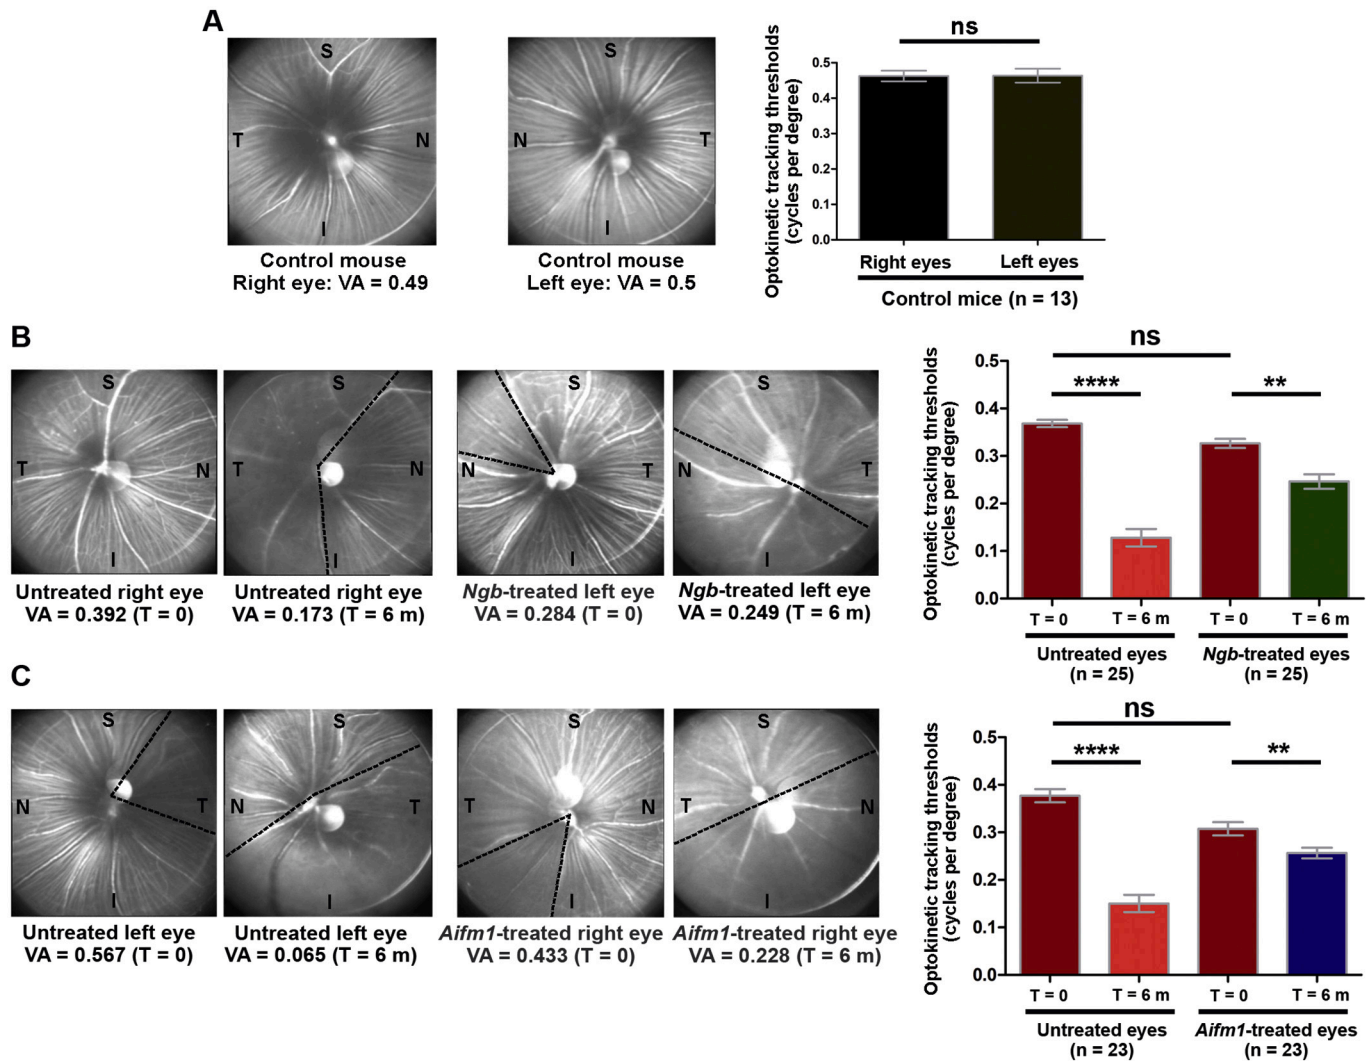 A
S
T
N
I
Control mouse
Right eye: VA = 0.49
S
N
T
I
Control mouse
Left eye: VA = 0.5
Optokinetic tracking thresholds
(cycles per degree)
ns
0.5
0.4
0.3
0.2
0.1
0.0
Right eyes
Left eyes
Control mice (n = 13)
B
S
T
N
I
Untreated right eye
VA = 0.392 (T = 0)
S
T
N
I
Untreated right eye
VA = 0.173 (T = 6 m)
S
N
T
I
Ngb-treated left eye
VA = 0.284 (T = 0)
S
N
T
I
Ngb-treated left eye
VA = 0.249 (T = 6 m)
Optokinetic tracking thresholds
(cycles per degree)
ns
****
**
0.5
0.4
0.3
0.2
0.1
0.0
T = 0
T = 6 m
T = 0
T = 6 m
Untreated eyes
(n = 25)
Ngb-treated eyes
(n = 25)
C
S
N
T
I
Untreated left eye
VA = 0.567 (T = 0)
S
N
T
I
Untreated left eye
VA = 0.065 (T = 6 m)
S
T
N
I
Aifm1-treated right eye
VA = 0.433 (T = 0)
S
T
N
I
Aifm1-treated right eye
VA = 0.228 (T = 6 m)
Optokinetic tracking thresholds
(cycles per degree)
ns
****
**
0.5
0.4
0.3
0.2
0.1
0.0
T = 0
T = 6 m
T = 0
T = 6 m
Untreated eyes
(n = 23)
Aifm1-treated eyes
(n = 23)